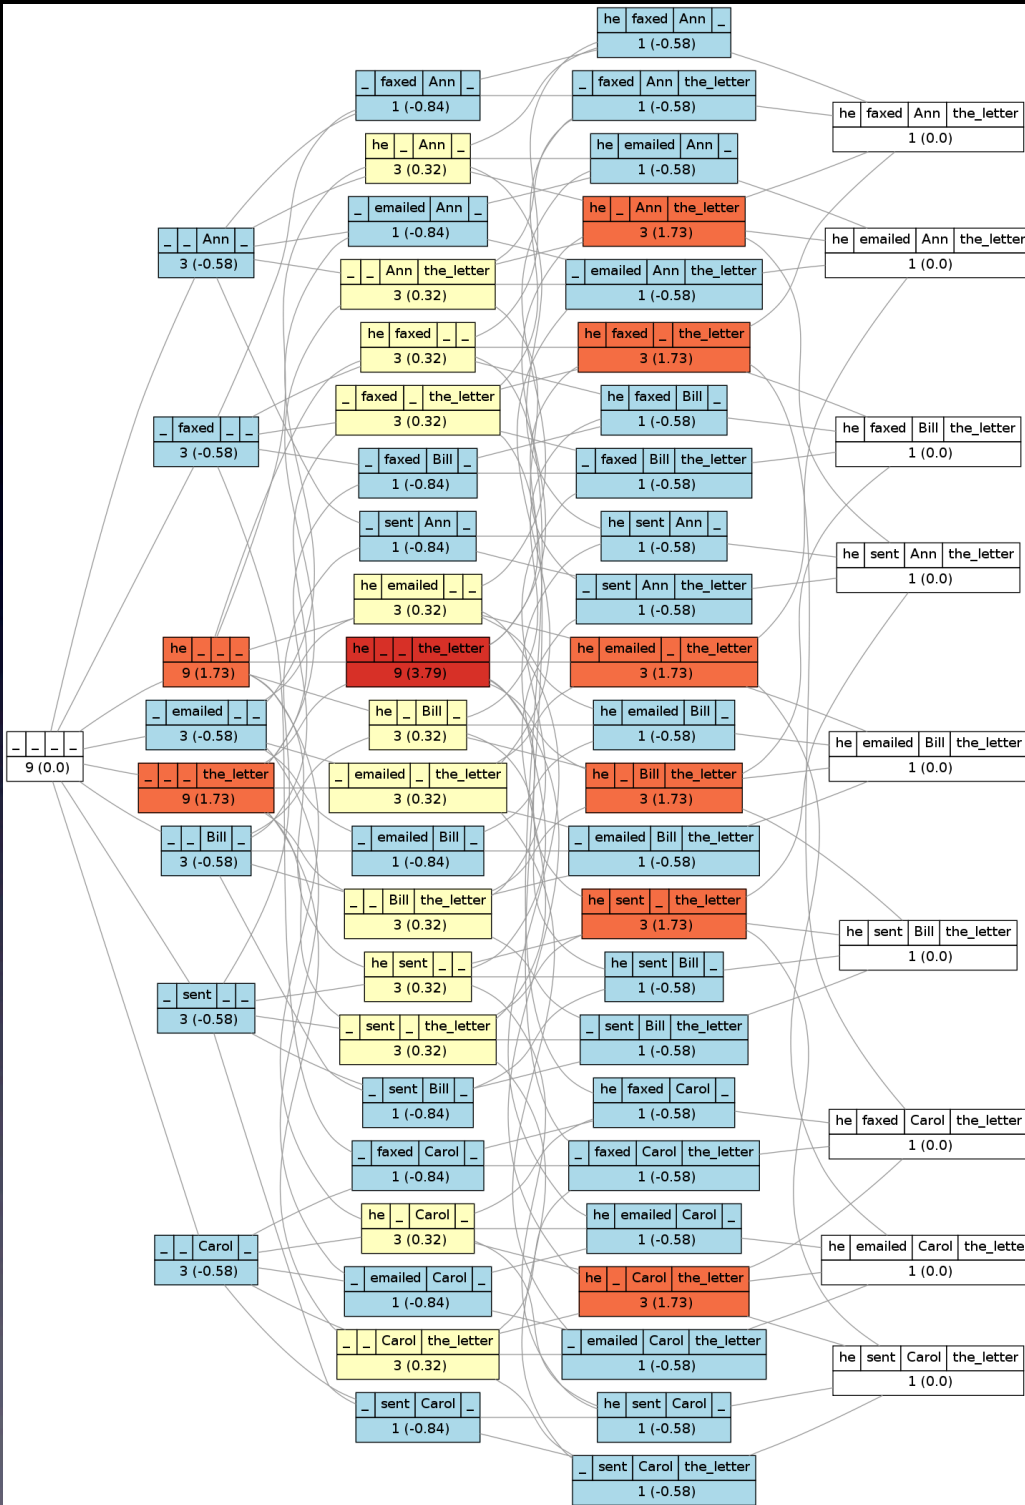 _ _ _ _
9 (0.0)
_ _ Ann _
3 (-0.58)
_ faxed _ _
3 (-0.58)
he _ _ _
9 (1.73)
_ emailed _ _
3 (-0.58)
_ _ _ the_letter
9 (1.73)
_ _ Bill _
3 (-0.58)
_ sent _ _
3 (-0.58)
_ _ Carol _
3 (-0.58)
_ faxed Ann _
1 (-0.84)
he _ Ann _
3 (0.32)
_ emailed Ann _
1 (-0.84)
_ _ Ann the_letter
3 (0.32)
he faxed _ _
3 (0.32)
_ faxed _ the_letter
3 (0.32)
_ faxed Bill _
1 (-0.84)
_ sent Ann _
1 (-0.84)
he emailed _ _
3 (0.32)
he _ _ the_letter
9 (3.79)
he _ Bill _
3 (0.32)
_ emailed _ the_letter
3 (0.32)
_ emailed Bill _
1 (-0.84)
_ _ Bill the_letter
3 (0.32)
he sent _ _
3 (0.32)
_ sent _ the_letter
3 (0.32)
_ sent Bill _
1 (-0.84)
_ faxed Carol _
1 (-0.84)
he _ Carol _
3 (0.32)
_ emailed Carol _
1 (-0.84)
_ _ Carol the_letter
3 (0.32)
_ sent Carol _
1 (-0.84)
he faxed Ann _
1 (-0.58)
_ faxed Ann the_letter
1 (-0.58)
he emailed Ann _
1 (-0.58)
he _ Ann the_letter
3 (1.73)
_ emailed Ann the_letter
1 (-0.58)
he faxed _ the_letter
3 (1.73)
he faxed Bill _
1 (-0.58)
_ faxed Bill the_letter
1 (-0.58)
he sent Ann _
1 (-0.58)
_ sent Ann the_letter
1 (-0.58)
he emailed _ the_letter
3 (1.73)
he emailed Bill _
1 (-0.58)
he _ Bill the_letter
3 (1.73)
_ emailed Bill the_letter
1 (-0.58)
he sent _ the_letter
3 (1.73)
he sent Bill _
1 (-0.58)
_ sent Bill the_letter
1 (-0.58)
he faxed Carol _
1 (-0.58)
_ faxed Carol the_letter
1 (-0.58)
he emailed Carol _
1 (-0.58)
he _ Carol the_letter
3 (1.73)
_ emailed Carol the_letter
1 (-0.58)
he sent Carol _
1 (-0.58)
_ sent Carol the_letter
1 (-0.58)
he faxed Ann the_letter
1 (0.0)
he emailed Ann the_letter
1 (0.0)
he faxed Bill the_letter
1 (0.0)
he sent Ann the_letter
1 (0.0)
he emailed Bill the_letter
1 (0.0)
he sent Bill the_letter
1 (0.0)
he faxed Carol the_letter
1 (0.0)
he emailed Carol the_lette
1 (0.0)
he sent Carol the_letter
1 (0.0)